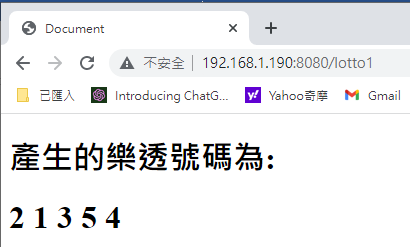 Document
不安全 192.168.1.190:8080/lotto1
已匯入 Introducing ChatG... Yahoo奇摩 Gmail
產生的樂透號碼為:
2 1 3 5 4